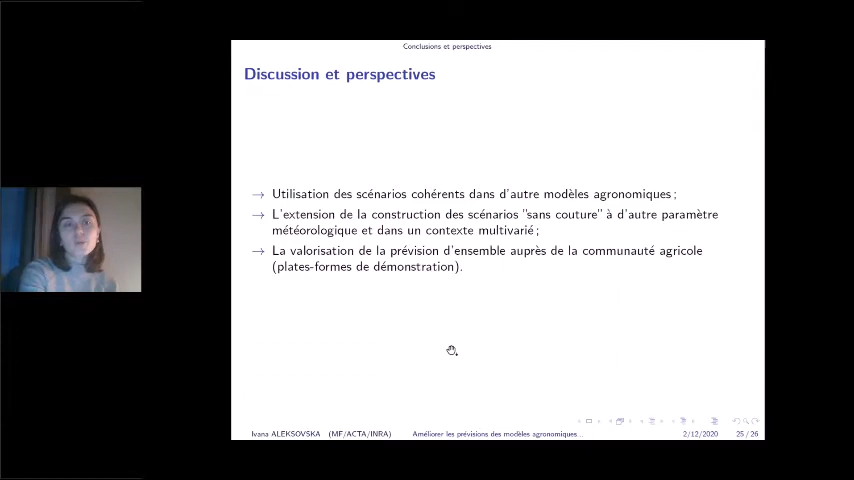 Conclusions et perspectives
Discussion et perspectives
→ Utilisation des scénarios cohérents dans d'autre modèles agronomiques ;
→ L'extension de la construction des scénarios "sans couture" à d'autre paramètre
météorologique et dans un contexte multivarié ;
→ La valorisation de la prévision d'ensemble auprès de la communauté agricole
(plates-formes de démonstration).
Ivana ALEKSOVSKA (MF/ACTA/INRA) Améliorer les prévisions des modèles agronomiques... 2/12/2020 25 / 26